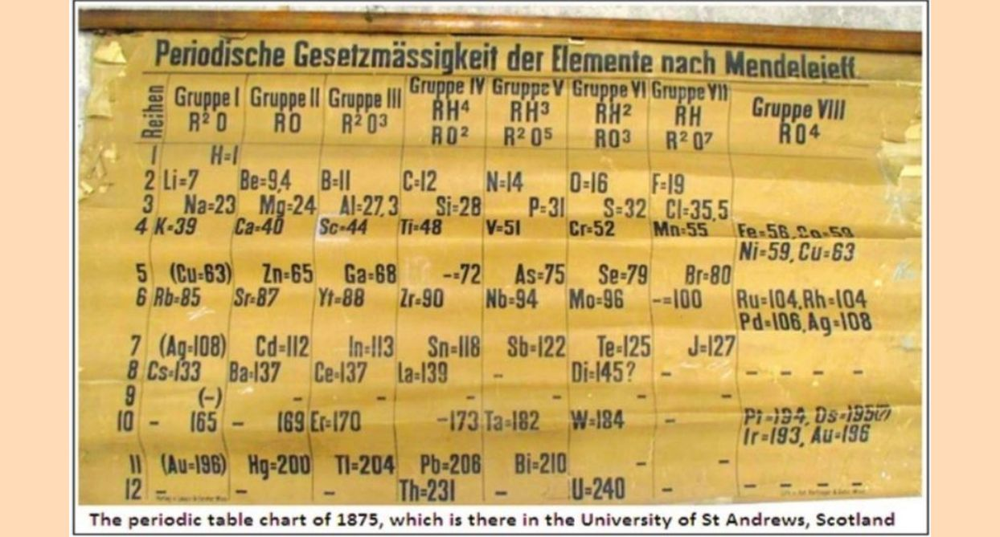 Periodische Gesetzmässigkeit der Elemente nach Mendeleieff
Reihen Gruppe I Gruppe II Gruppe III Gruppe IV Gruppe V Gruppe VI Gruppe VII Gruppe VIII
RH⁴ RH³ RH² RH
R²O RO R²O³ RO² R²O⁵ RO³ R²O⁷ RO⁴
1 H=1
2 Li=7 Be=9,4 B=11 C=12 N=14 O=16 F=19
3 Na=23 Mg=24 Al=27,3 Si=28 P=31 S=32 Cl=35,5
4 K=39 Ca=40 Sc=44 Ti=48 V=51 Cr=52 Mn=55 Fe=56, Co=59
Ni=59, Cu=63
5 (Cu=63) Zn=65 Ga=68 -=72 As=75 Se=79 Br=80
6 Rb=85 Sr=87 Yt=88 Zr=90 Nb=94 Mo=96 -=100 Ru=104, Rh=104
Pd=106, Ag=108
7 (Ag=108) Cd=112 In=113 Sn=118 Sb=122 Te=125 J=127
8 Cs=133 Ba=137 Ce=137 La=139 - Di=145? - - - - -
9 (-) - - - - - -
10 - 165 - 169 Er=170 -173 Ta=182 W=184 - Pt=194, Os=195(?)
Ir=193, Au=196
11 (Au=196) Hg=200 Tl=204 Pb=206 Bi=210 - -
12 - - - Th=231 - U=240 - - - - -
The periodic table chart of 1875, which is there in the University of St Andrews, Scotland